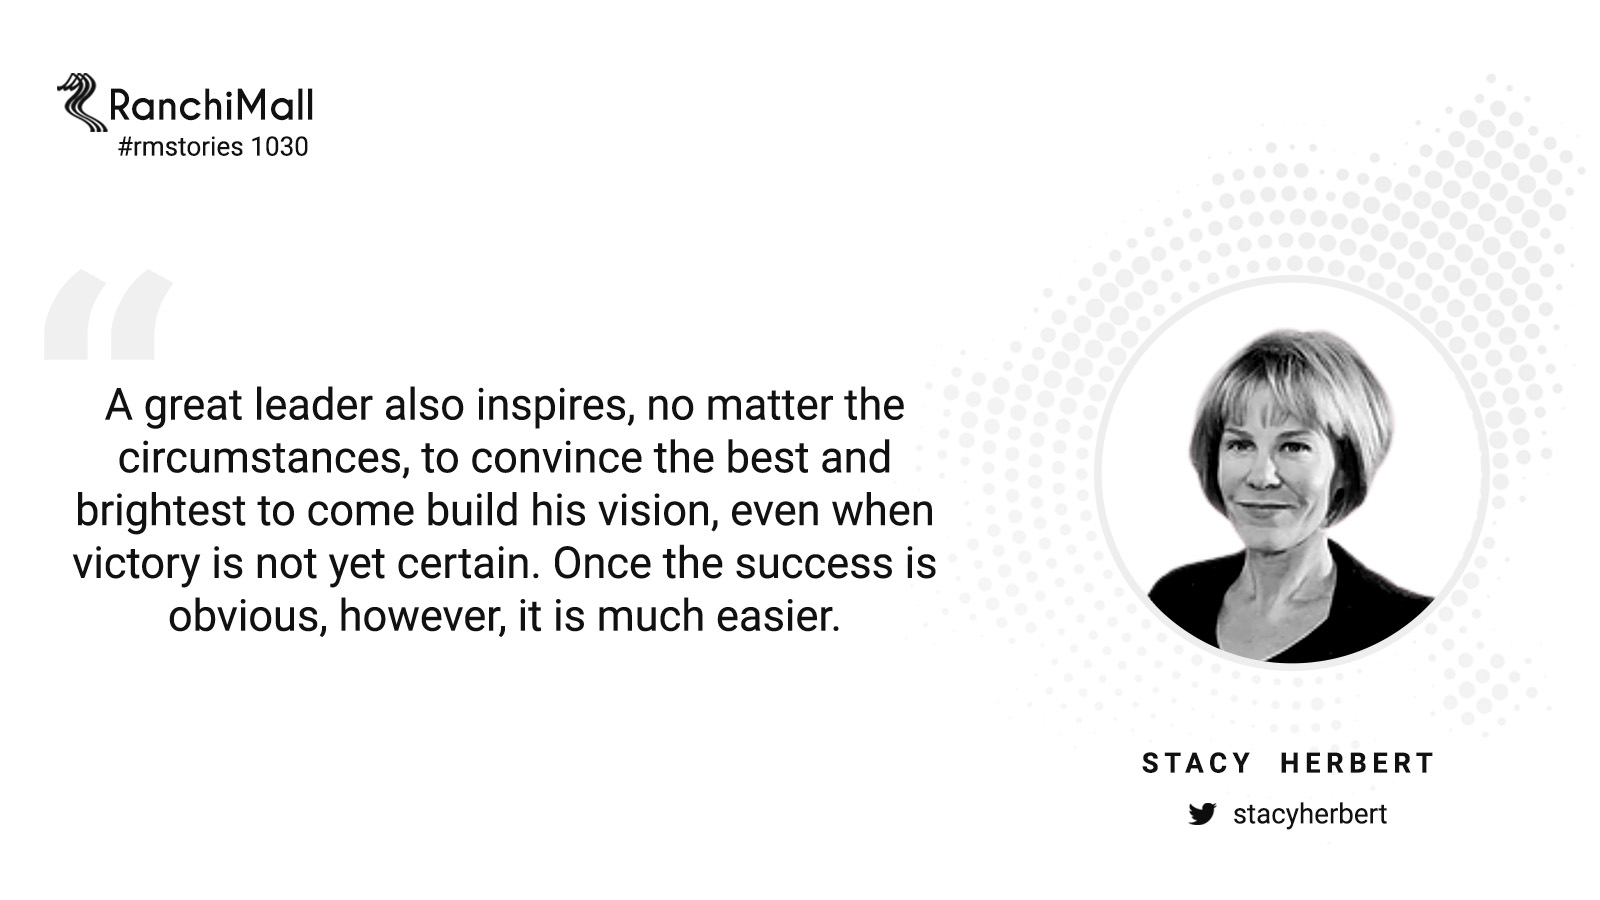 RanchiMall
#rmstories 1030
“
A great leader also inspires, no matter the
circumstances, to convince the best and
brightest to come build his vision, even when
victory is not yet certain. Once the success is
obvious, however, it is much easier.
STACY HERBERT
stacyherbert